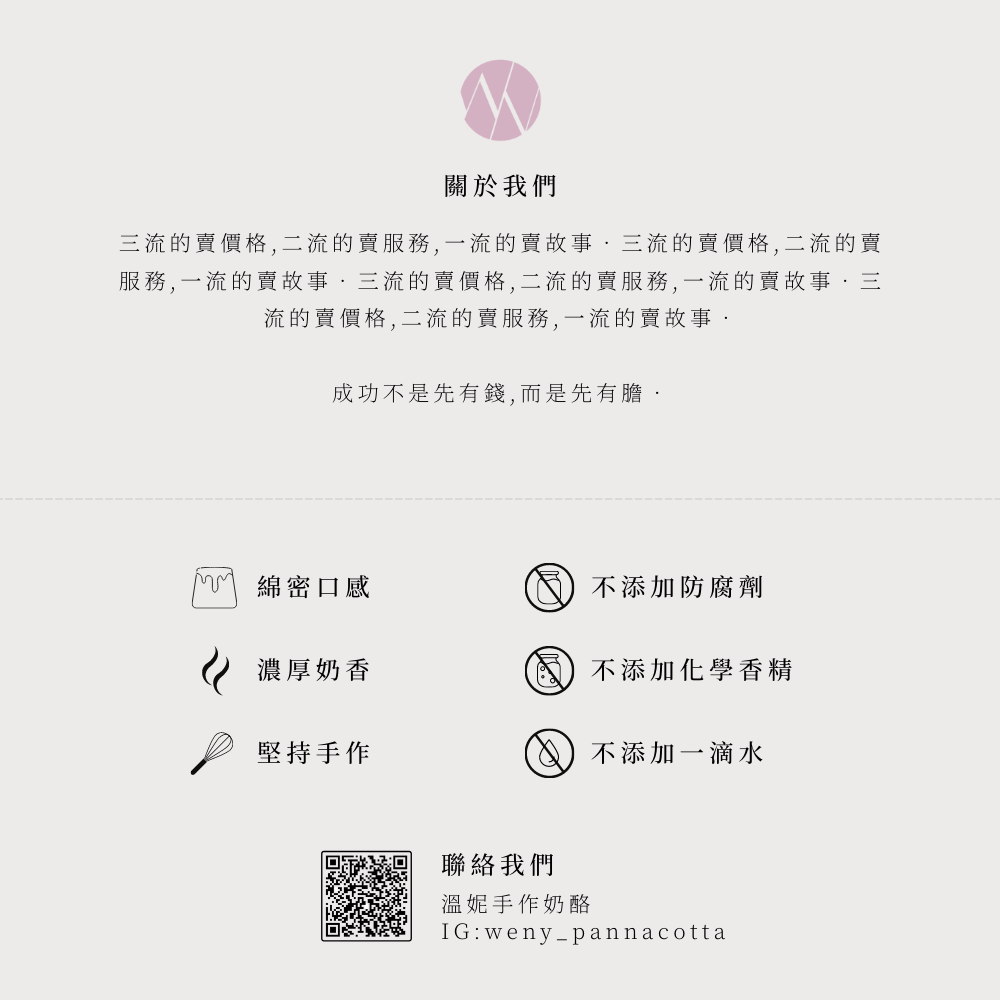 關於我們
三流的賣價格,二流的賣服務,一流的賣故事·三流的賣價格,二流的賣
服務,一流的賣故事·三流的賣價格,二流的賣服務,一流的賣故事·三
流的賣價格,二流的賣服務,一流的賣故事·
成功不是先有錢,而是先有膽·
綿密口感
不添加防腐劑
濃厚奶香
不添加化學香精
堅持手作
不添加一滴水
聯絡我們
溫妮手作奶酪
IG:weny_pannacotta